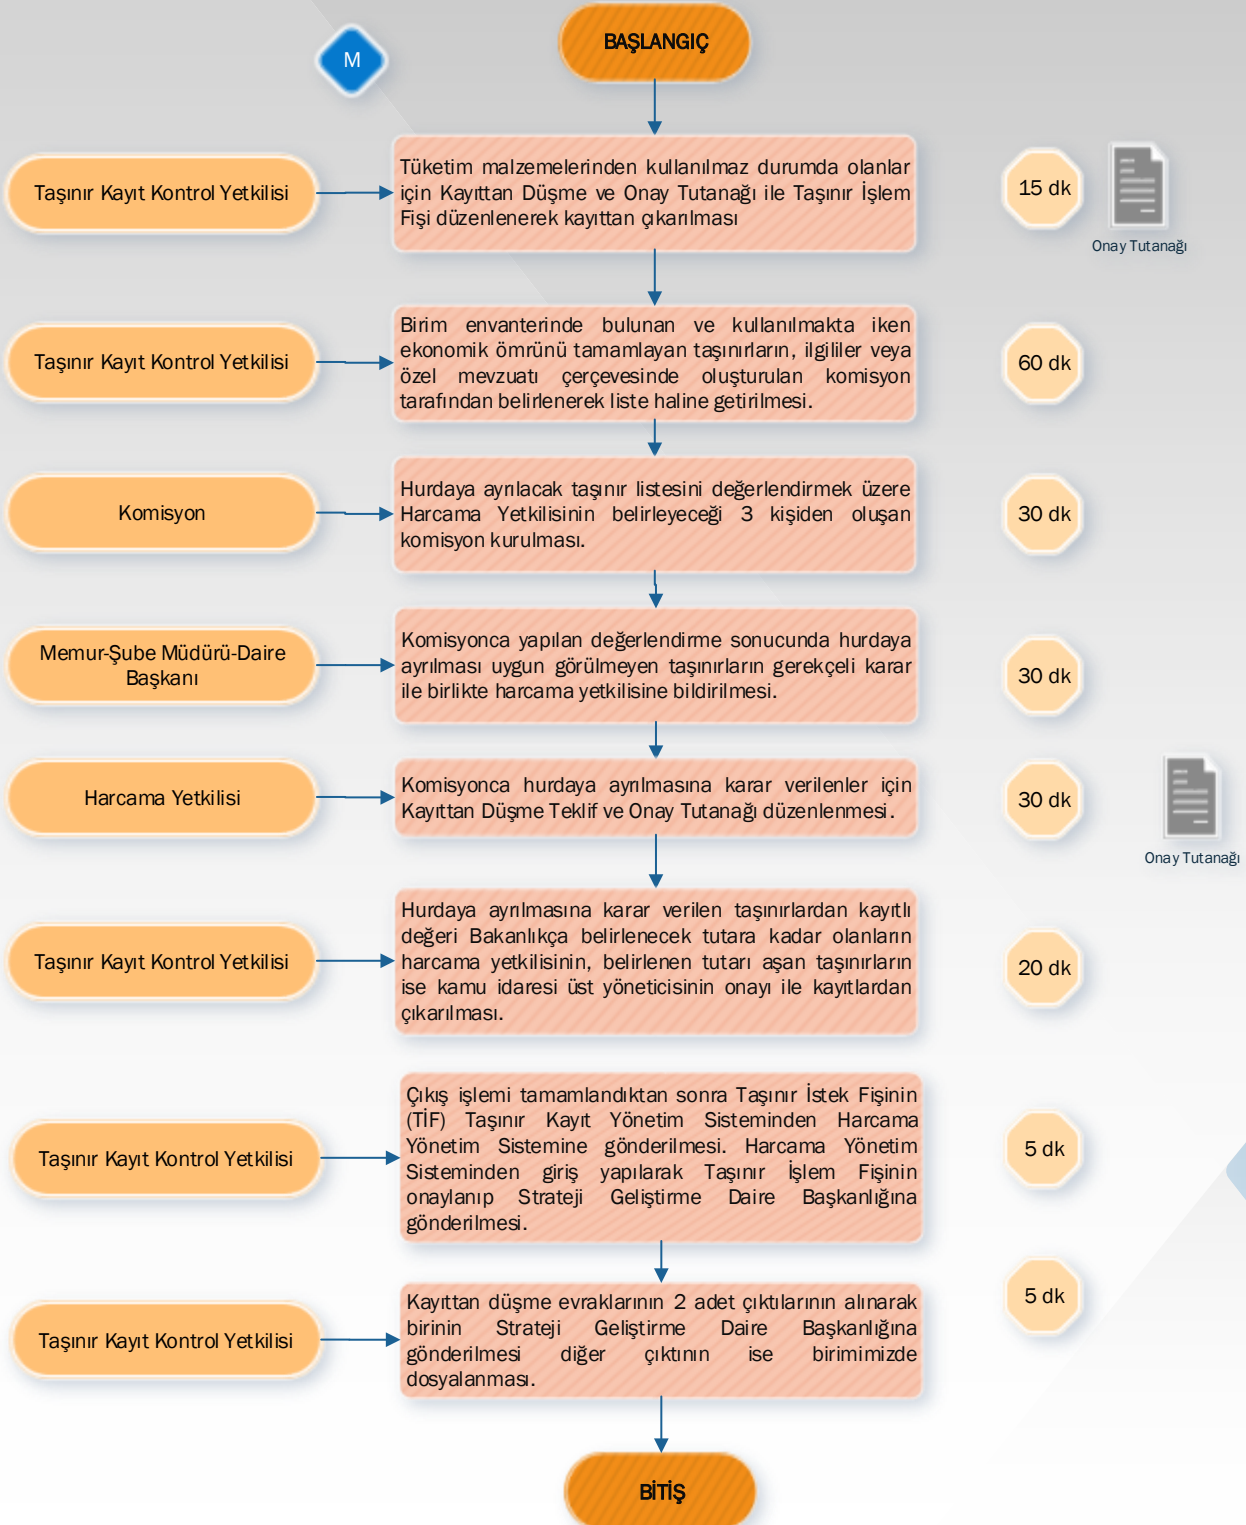 BAŞLANGIÇ
M
Taşınır Kayıt Kontrol Yetkilisi
Tüketim malzemelerinden kullanılmaz durumda olanlar
için Kayıttan Düşme ve Onay Tutanağı ile Taşınır İşlem
Fişi düzenlenerek kayıttan çıkarılması
15 dk
Onay Tutanağı
Taşınır Kayıt Kontrol Yetkilisi
Birim envanterinde bulunan ve kullanılmakta iken
ekonomik ömrünü tamamlayan taşınırların, ilgililer veya
özel mevzuatı çerçevesinde oluşturulan komisyon
tarafından belirlenerek liste haline getirilmesi.
60 dk
Komisyon
Hurdaya ayrılacak taşınır listesini değerlendirmek üzere
Harcama Yetkilisinin belirleyeceği 3 kişiden oluşan
komisyon kurulması.
30 dk
Memur-Şube Müdürü-Daire
Başkanı
Komisyonca yapılan değerlendirme sonucunda hurdaya
ayrılması uygun görülmeyen taşınırların gerekçeli karar
ile birlikte harcama yetkilisine bildirilmesi.
30 dk
Harcama Yetkilisi
Komisyonca hurdaya ayrılmasına karar verilenler için
Kayıttan Düşme Teklif ve Onay Tutanağı düzenlenmesi.
30 dk
Onay Tutanağı
Taşınır Kayıt Kontrol Yetkilisi
Hurdaya ayrılmasına karar verilen taşınırlardan kayıtlı
değeri Bakanlıkça belirlenecek tutara kadar olanların
harcama yetkilisinin, belirlenen tutarı aşan taşınırların
ise kamu idaresi üst yöneticisinin onayı ile kayıtlardan
çıkarılması.
20 dk
Taşınır Kayıt Kontrol Yetkilisi
Çıkış işlemi tamamlandıktan sonra Taşınır İstek Fişinin
(TİF) Taşınır Kayıt Yönetim Sisteminden Harcama
Yönetim Sistemine gönderilmesi. Harcama Yönetim
Sisteminden giriş yapılarak Taşınır İşlem Fişinin
onaylanıp Strateji Geliştirme Daire Başkanlığına
gönderilmesi.
5 dk
Taşınır Kayıt Kontrol Yetkilisi
Kayıttan düşme evraklarının 2 adet çıktılarının alınarak
birinin Strateji Geliştirme Daire Başkanlığına
gönderilmesi diğer çıktının ise birimimizde
dosyalanması.
5 dk
BİTİŞ